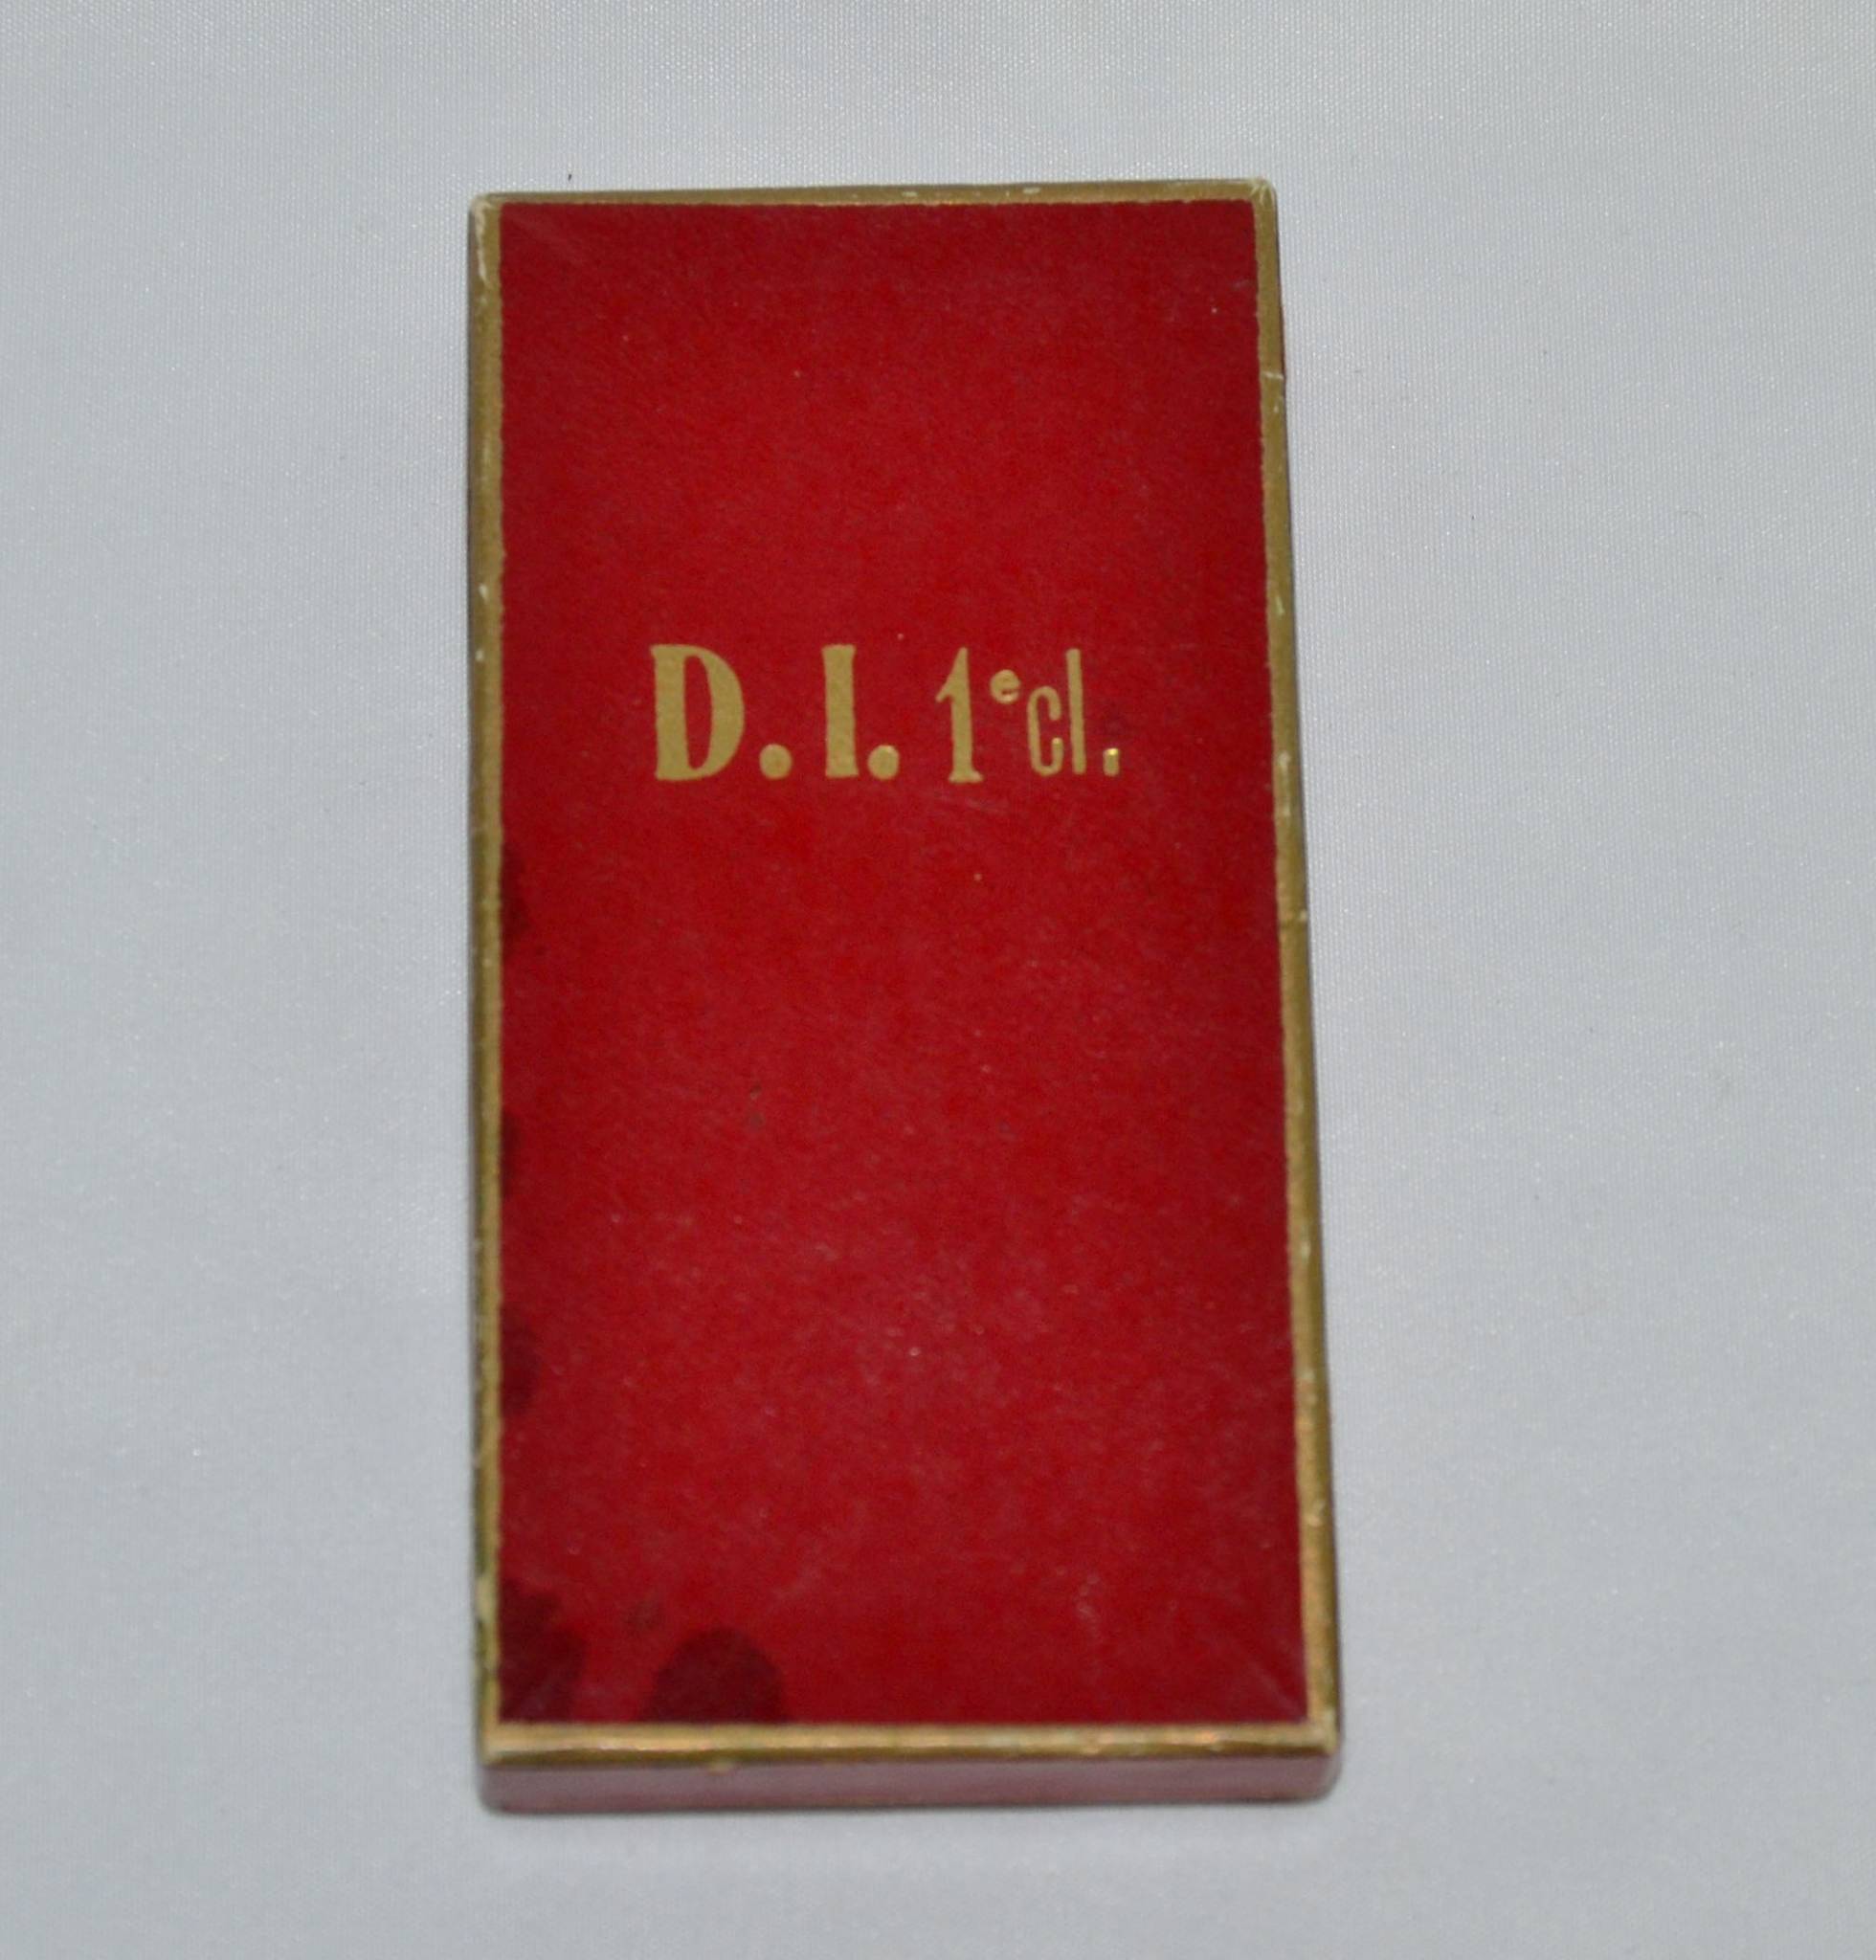 D. I. 1ᵉ cl.